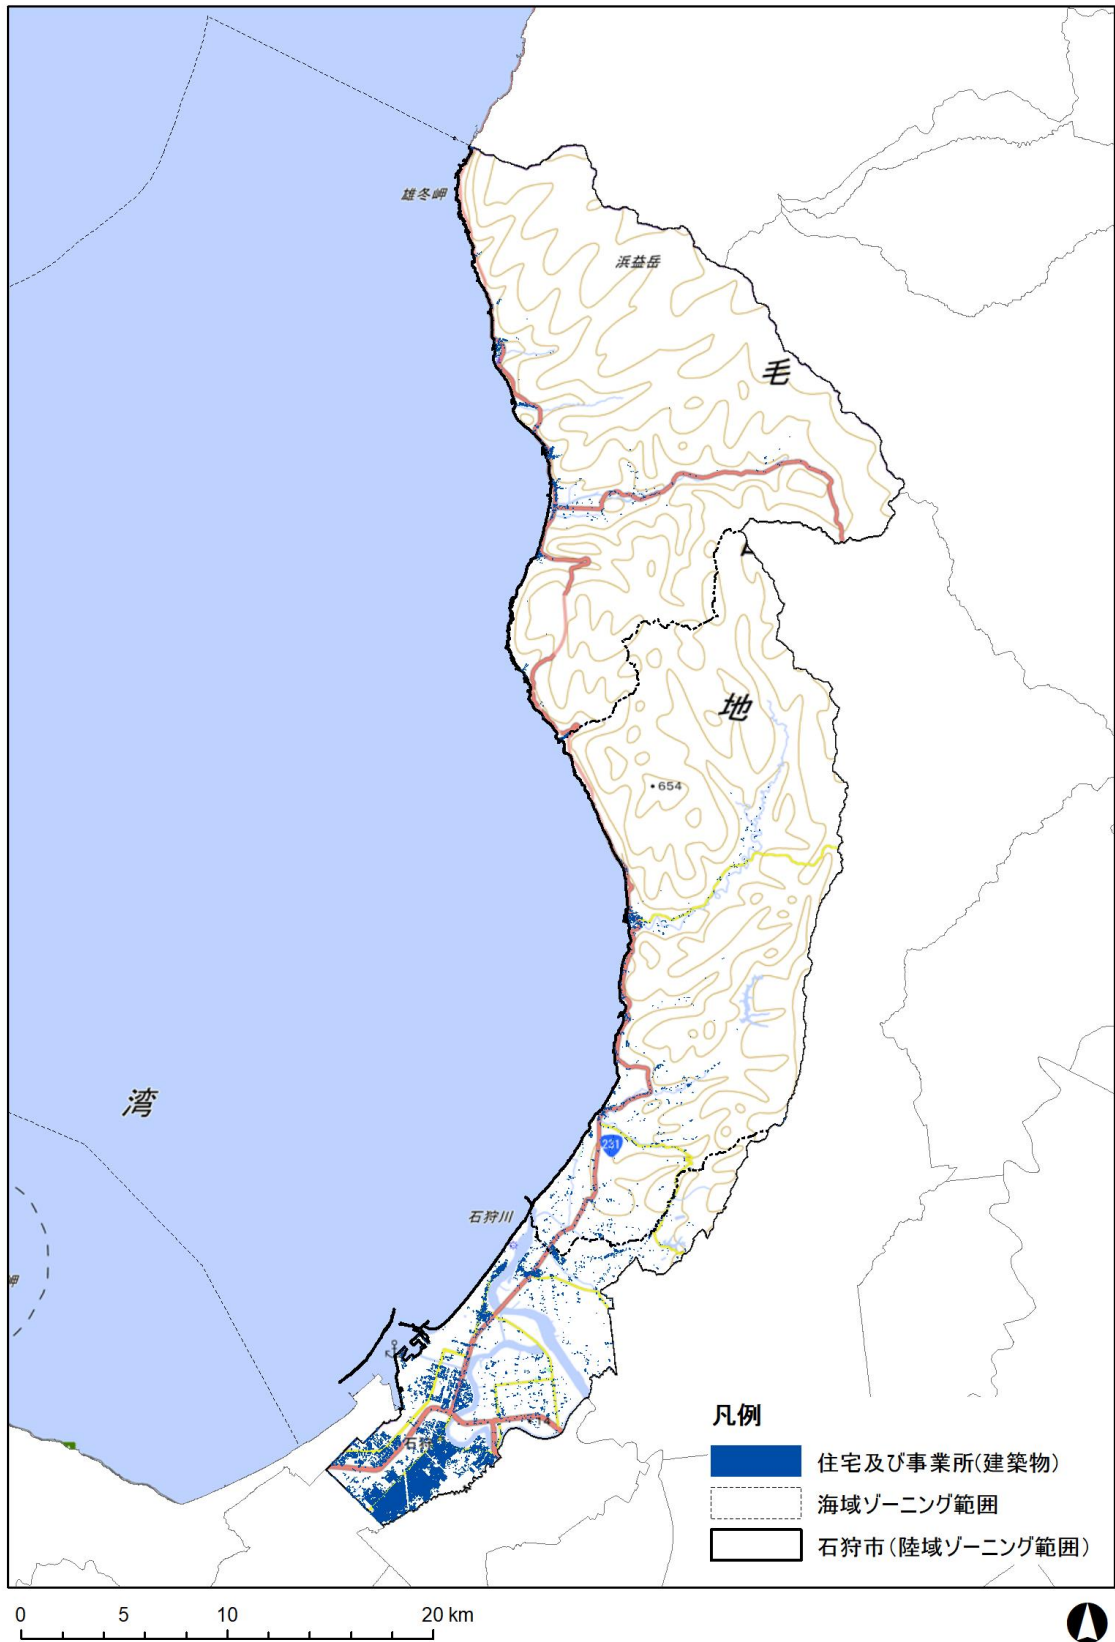 雄冬岬
浜益岳
毛
地
・654
湾
231
石狩川
岬
石狩
凡例
住宅及び事業所(建築物)
海域ゾーニング範囲
石狩市(陸域ゾーニング範囲)
0 5 10 20 km